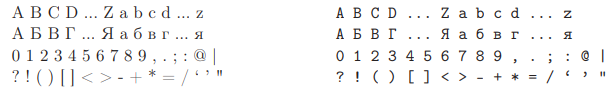 A B C D ... Z a b c d ... z
А Б В Г ... Я а б в г ... я
0 1 2 3 4 5 6 7 8 9 , . ; : @ |
? ! ( ) [ ] < > - + * = / ‘ ’ "
A B C D ... Z a b c d ... z
А Б В Г ... Я а б в г ... я
0 1 2 3 4 5 6 7 8 9 , . ; : @ |
? ! ( ) [ ] < > - + * = / ‘ ’ "